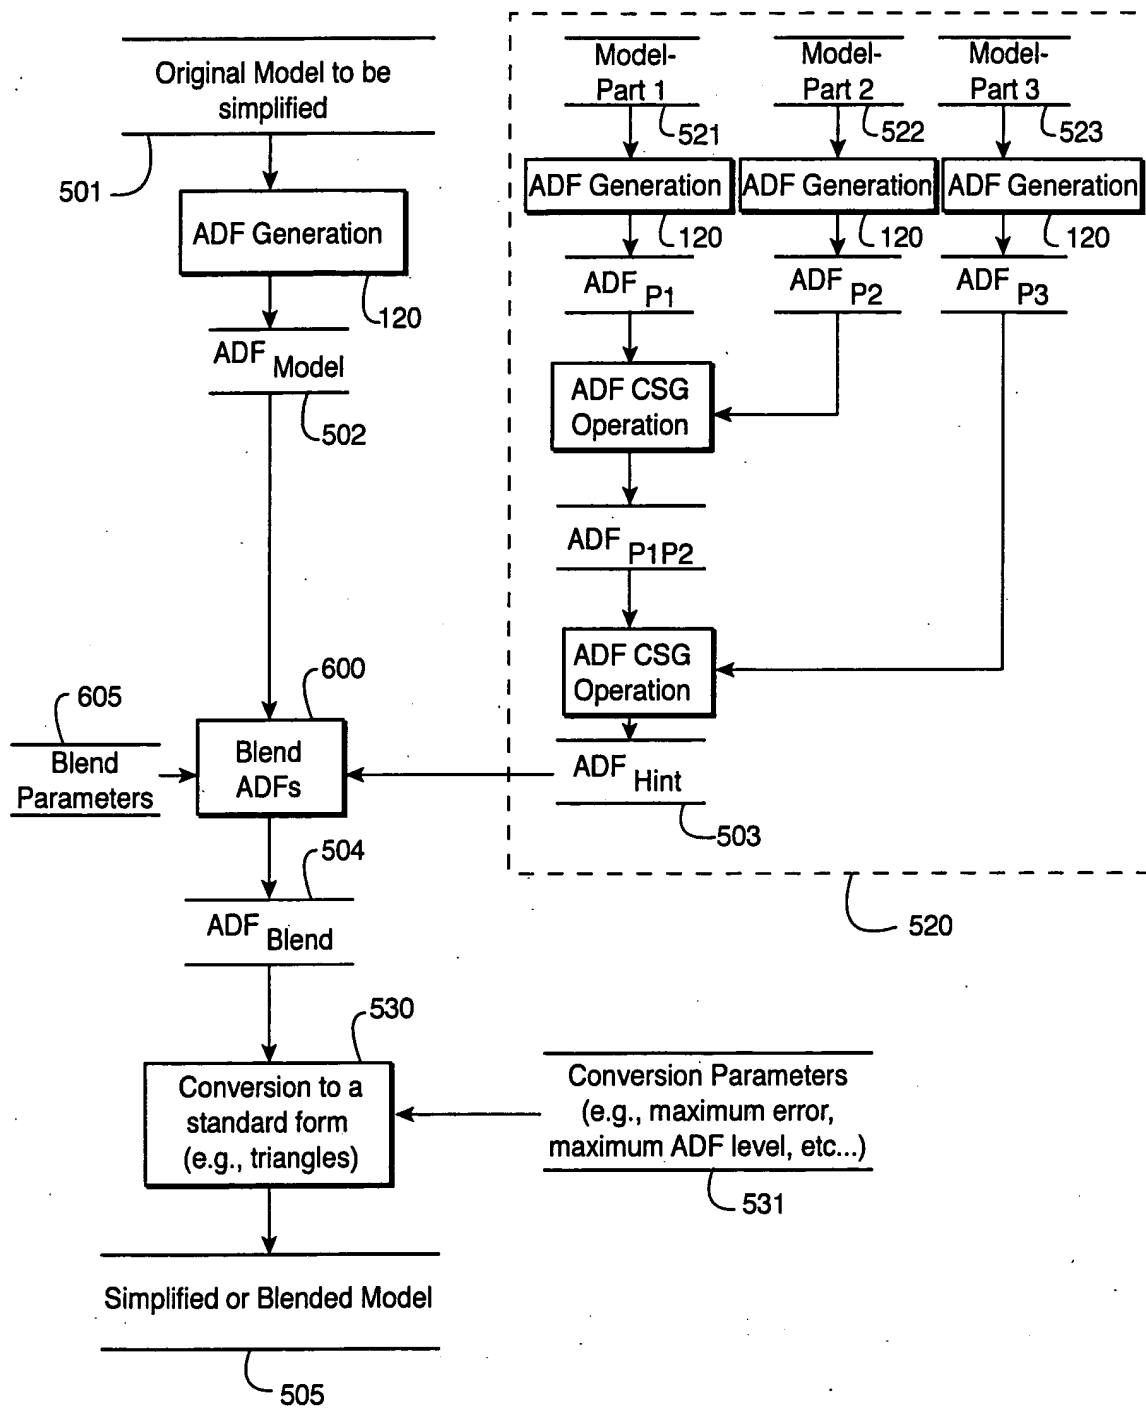 Original Model to be
simplified
501
ADF Generation
120
ADF Model
502
Model-
Part 1
521
Model-
Part 2
522
Model-
Part 3
523
ADF Generation
120
ADF Generation
120
ADF Generation
120
ADF P1
ADF P2
ADF P3
ADF CSG
Operation
ADF P1P2
ADF CSG
Operation
ADF Hint
503
520
600
605
Blend
Parameters
Blend
ADFs
504
ADF Blend
530
Conversion to a
standard form
(e.g., triangles)
Conversion Parameters
(e.g., maximum error,
maximum ADF level, etc...)
531
Simplified or Blended Model
505